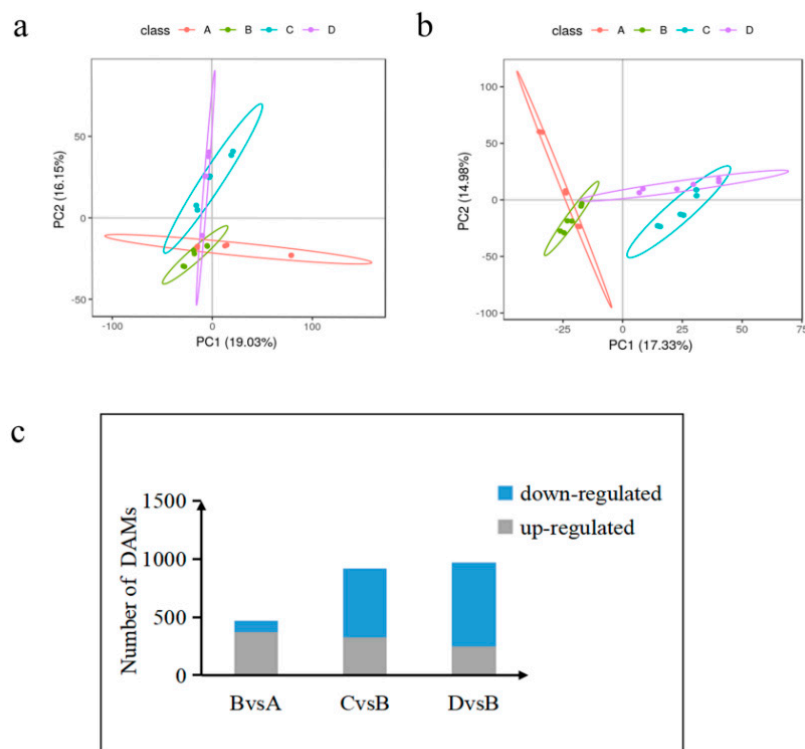 a
class A B C D
50
0
-50
PC2 (16.15%)
-100 0 100
PC1 (19.03%)
b
class A B C D
100
50
0
-50
-100
PC2 (14.98%)
-25 0 25 50 75
PC1 (17.33%)
c
down-regulated
up-regulated
Number of DAMs
1500
1000
500
0
BvsA CvsB DvsB